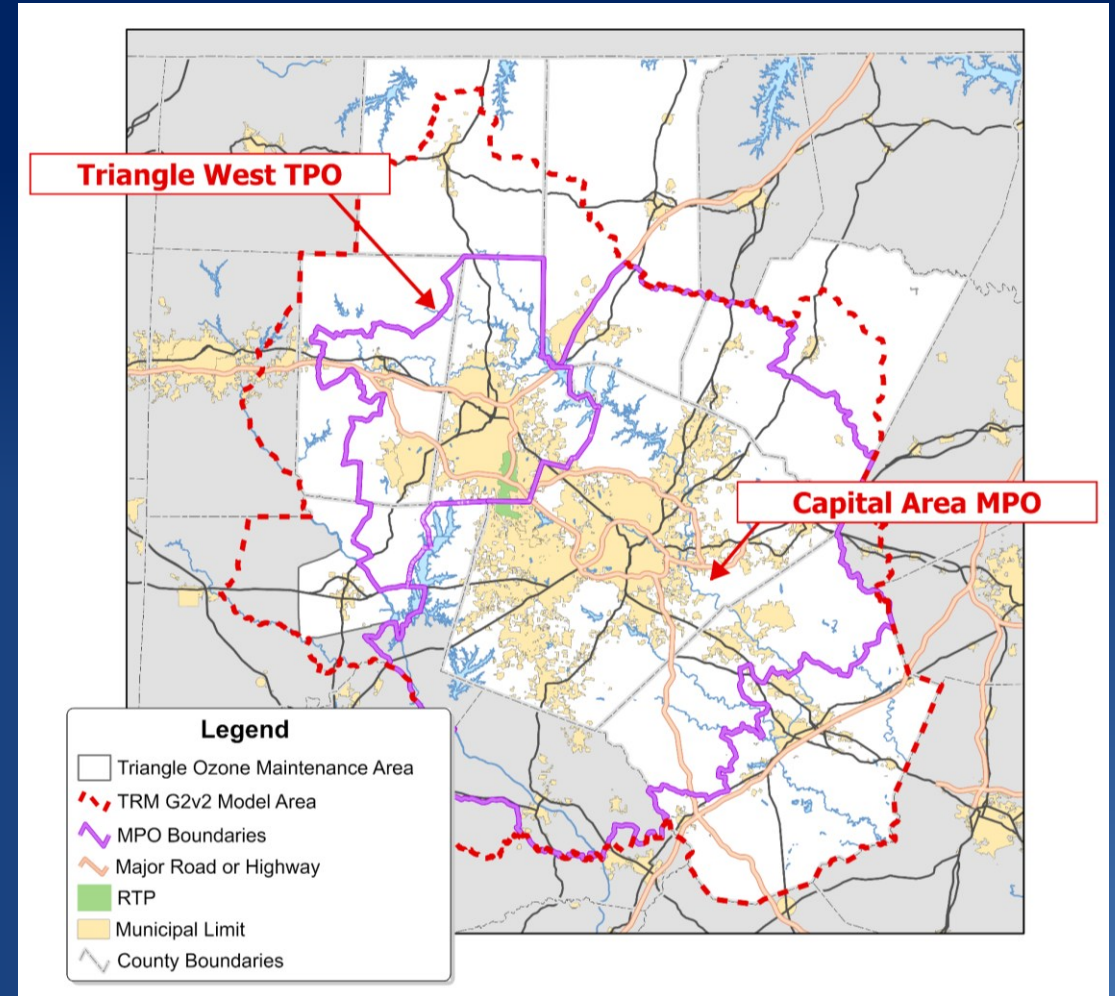 Triangle West TPO
Capital Area MPO
Legend
Triangle Ozone Maintenance Area
TRM G2v2 Model Area
MPO Boundaries
Major Road or Highway
RTP
Municipal Limit
County Boundaries